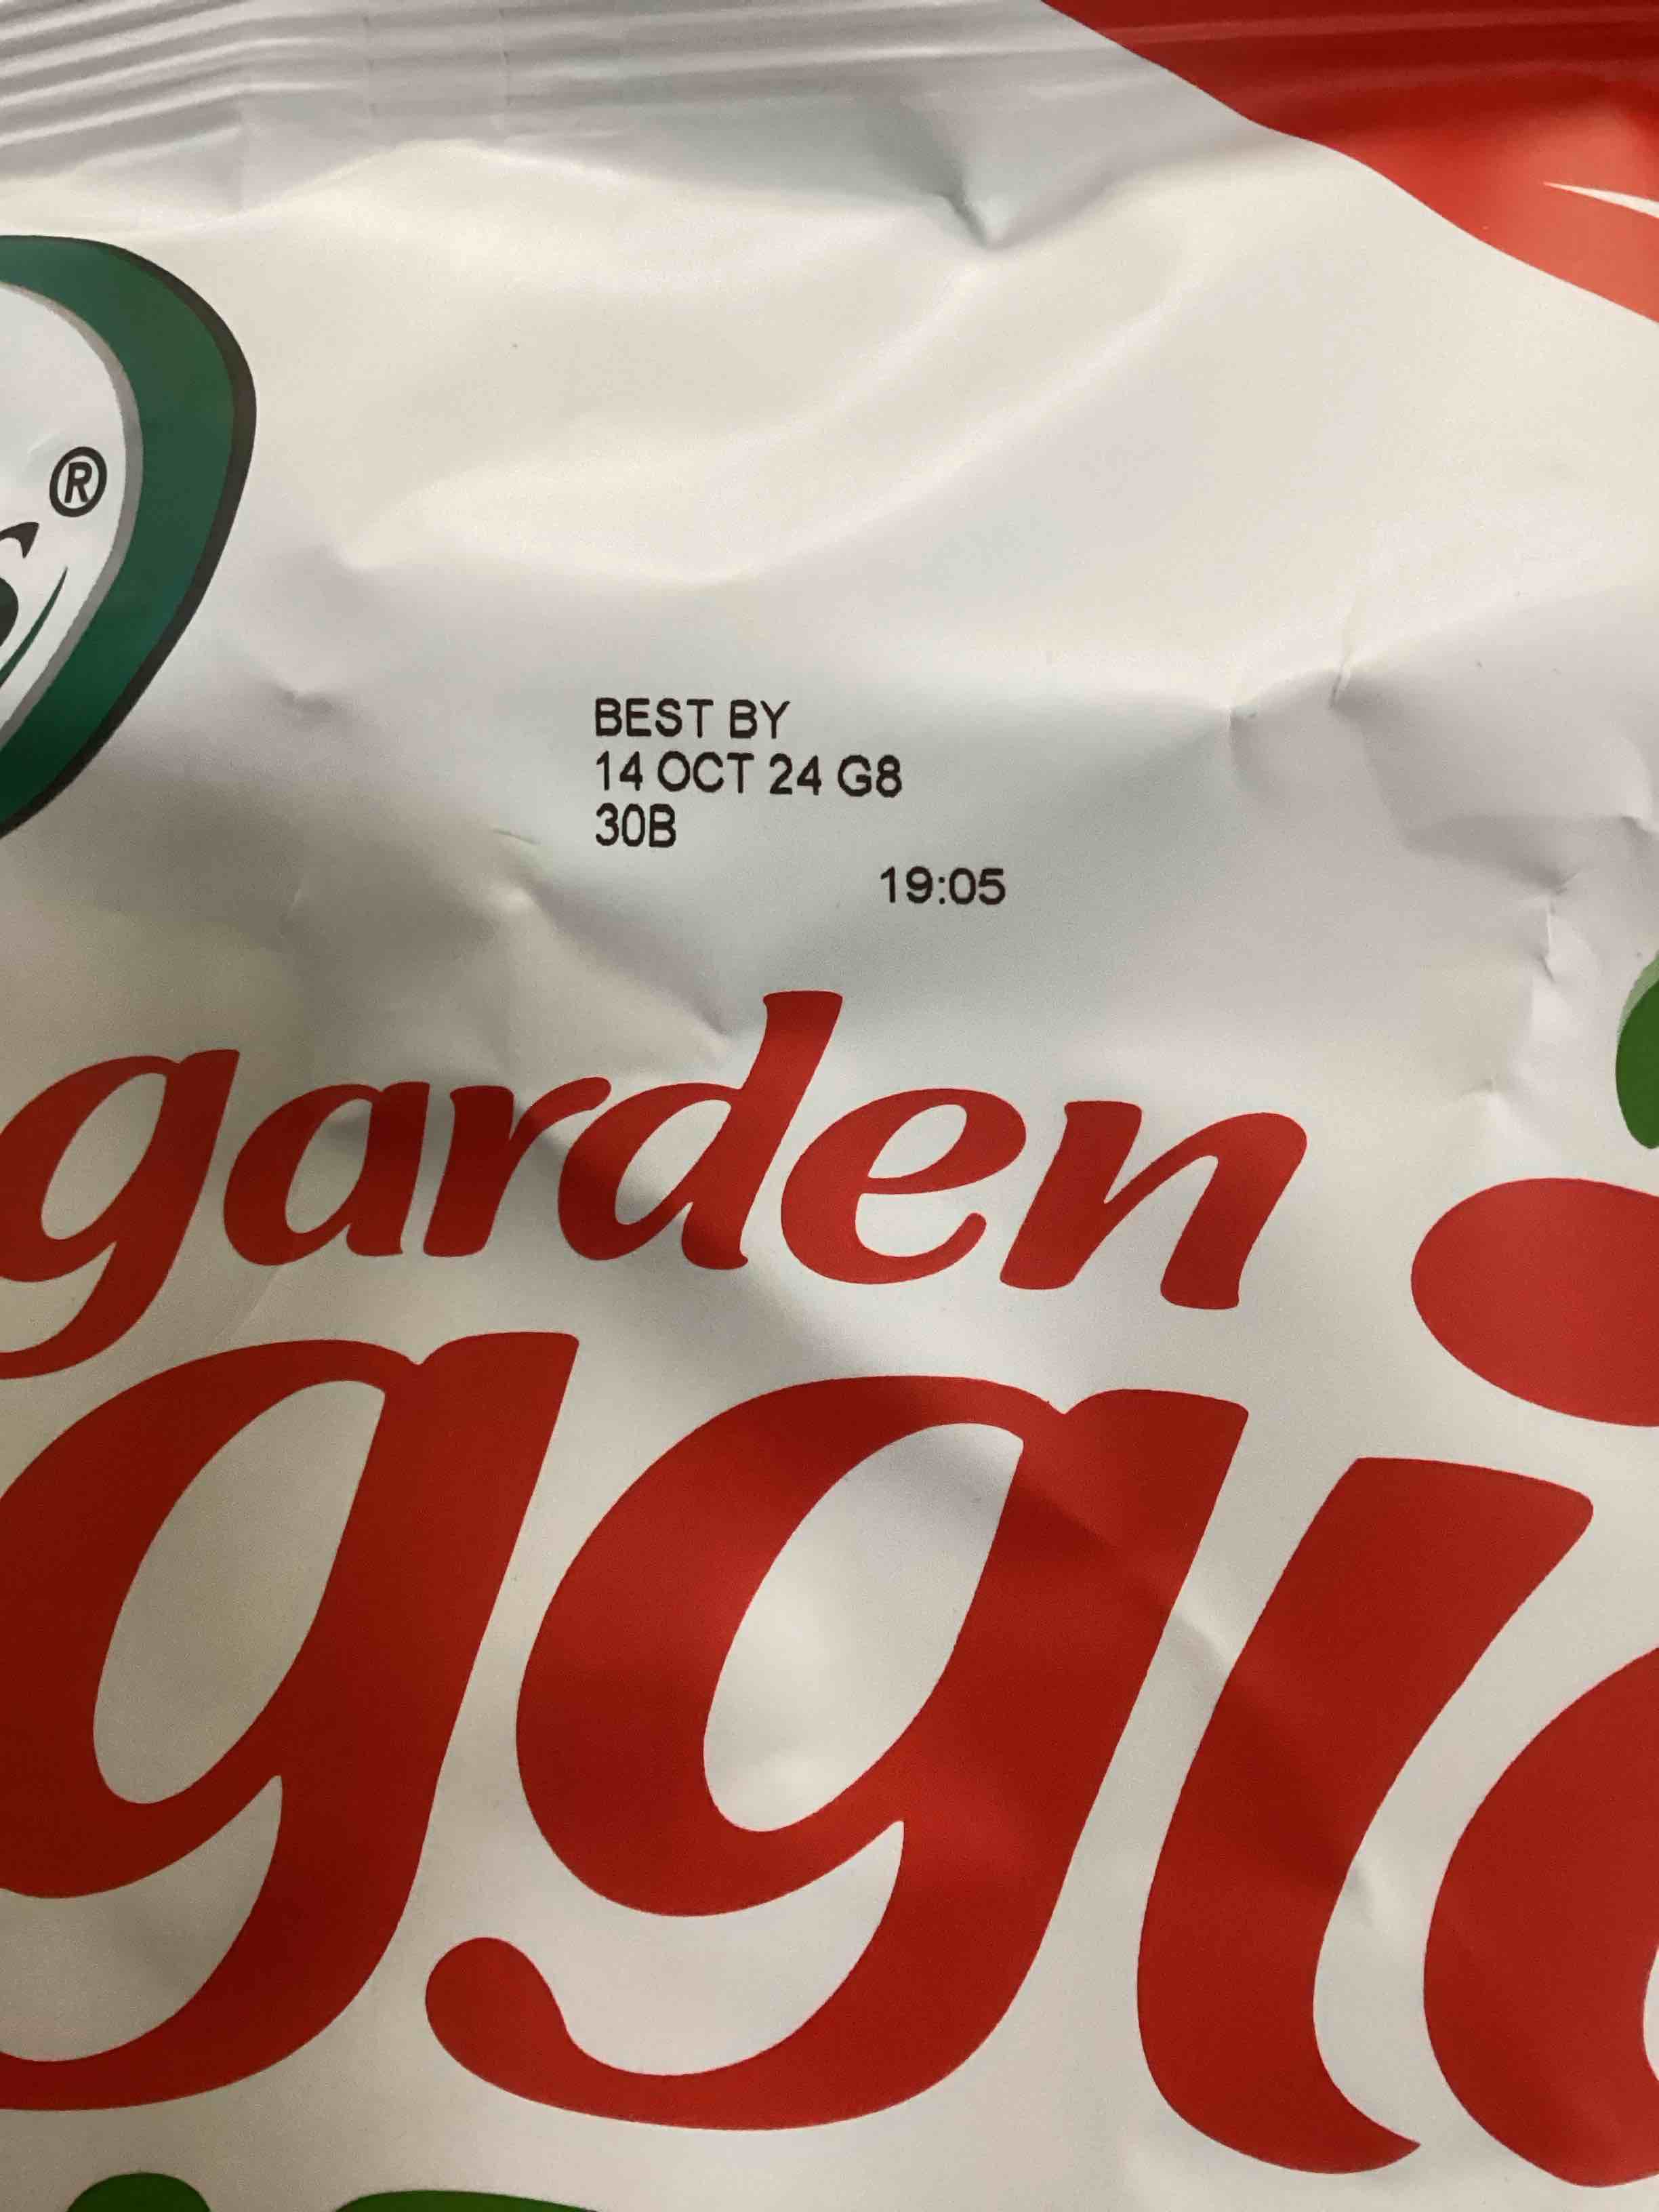 ®
BEST BY
14 OCT 24 G8
30B
19:05
garden